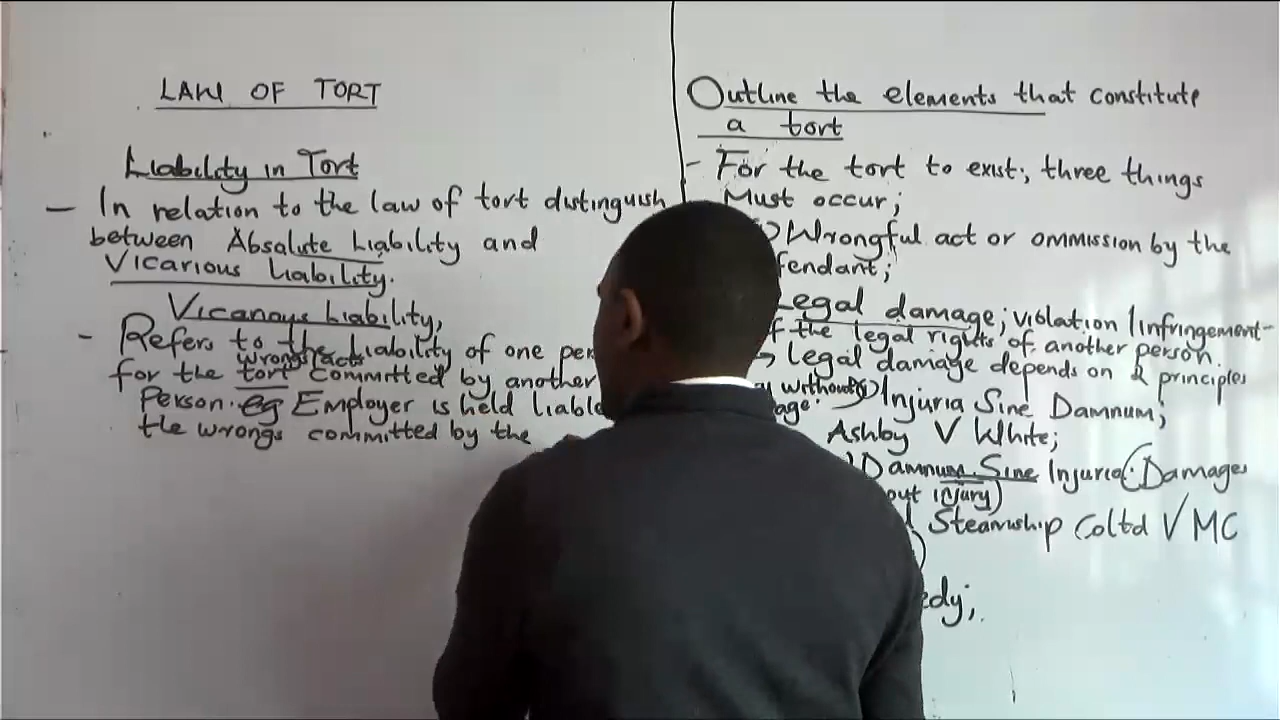 LAW OF TORT
Liability in Tort
– In relation to the law of tort distinguish
between Absolute Liability and
Vicarious Liability.
Vicarious Liability,
- Refers to the Liability of one
wrongs acts
for the tort committed by another
Person. eg Employer is held liable
the wrongs committed by the
Outline the elements that constitute
a tort
- For the tort to exist; three things
Must occur;
Wrongful act or ommission by the
fendant;
Legal damage; violation /infringement-
f the legal rights of another person.
→ Legal damage depends on 2 principles
without
Injuria Sine Damnum;
Ashby V White;
Damnum Sine Injuria (Damages
out injury)
Steamship Coltd V MC
edy;